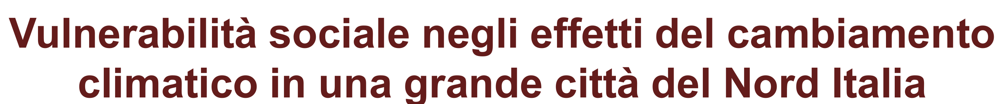 Vulnerabilità sociale negli effetti del cambiamento
climatico in una grande città del Nord Italia